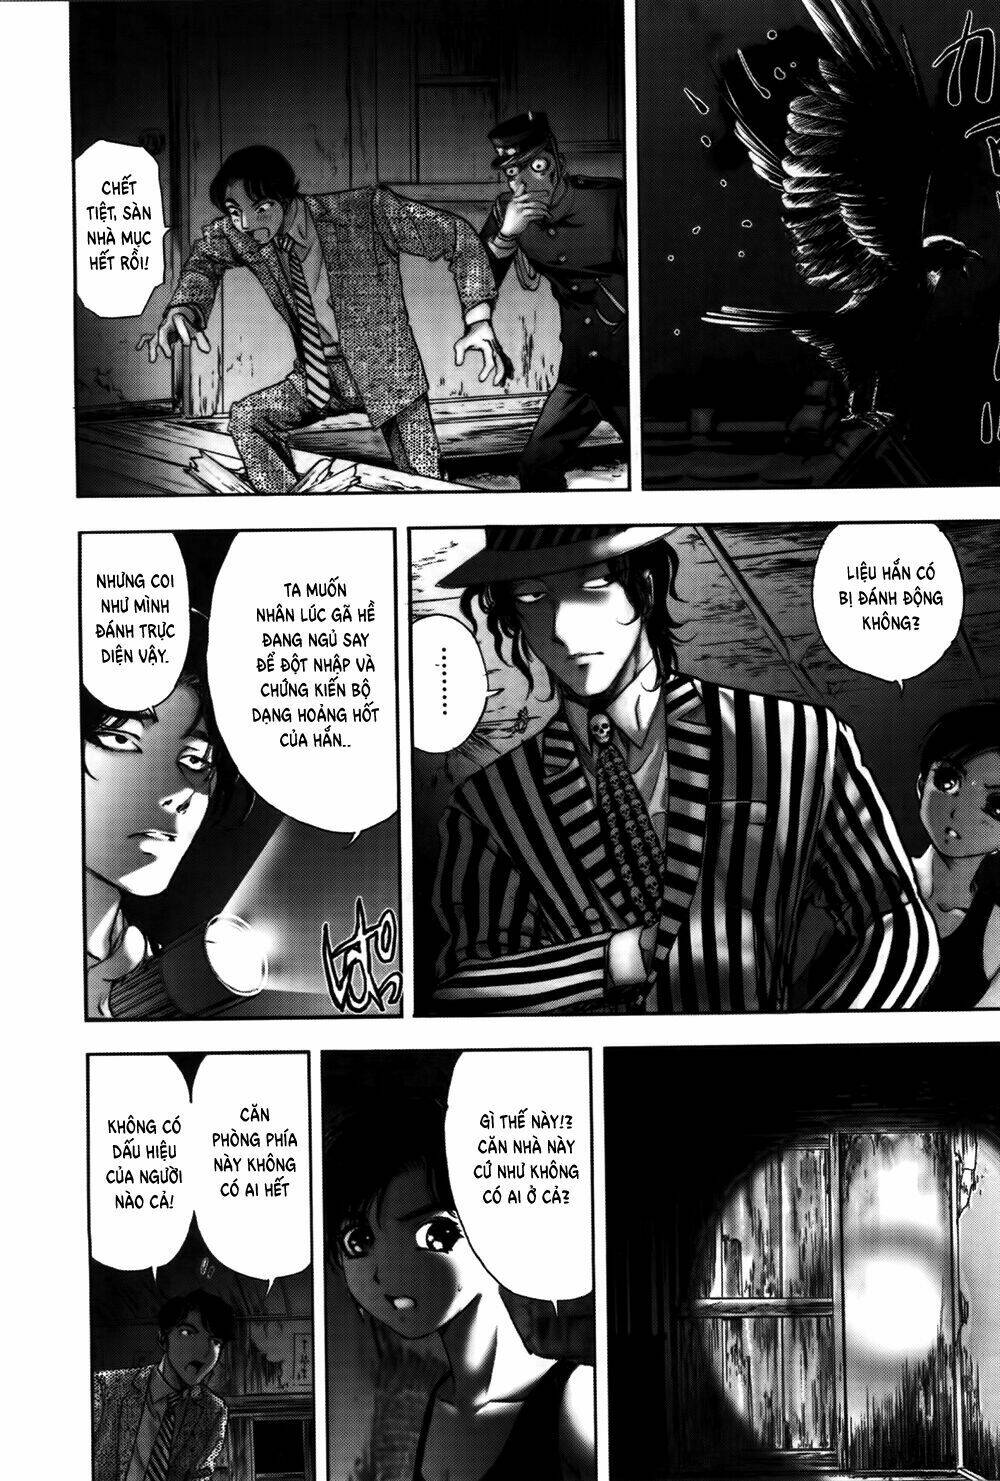 CHẾT
TIỆT, SÀN
NHÀ MỤC
HẾT RỒI!
LIỆU HẮN CÓ
BỊ ĐÁNH ĐỘNG
KHÔNG?
.........
TA MUỐN
NHÂN LÚC GÃ HỀ
ĐANG NGỦ SAY
ĐỂ ĐỘT NHẬP VÀ
CHỨNG KIẾN BỘ
DẠNG HOẢNG HỐT
CỦA HẮN..
NHƯNG COI
NHƯ MÌNH
ĐÁNH TRỰC
DIỆN VẬY.
GÌ THẾ NÀY!?
CĂN NHÀ NÀY
CỨ NHƯ KHÔNG
CÓ AI Ở CẢ?
CĂN
PHÒNG PHÍA
NÀY KHÔNG
CÓ AI HẾT
KHÔNG CÓ
DẤU HIỆU
CỦA NGƯỜI
NÀO CẢ!